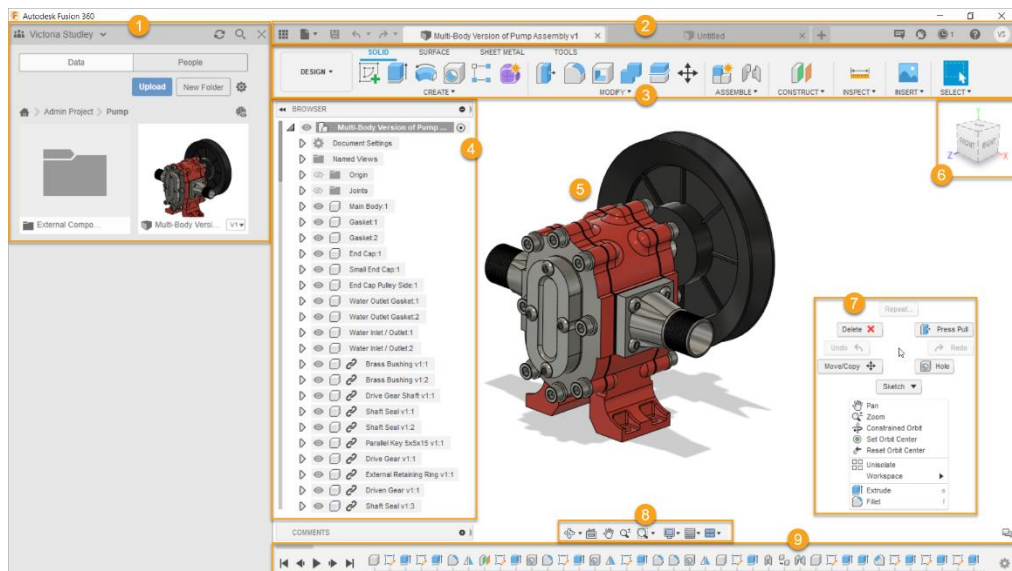 Autodesk Fusion 360
1
Victoria Studley
Data People
Upload New Folder
Admin Project > Pump
External Compo...
Multi-Body Versi... V1
2
Multi-Body Version of Pump Assembly v1
Untitled
1
VS
DESIGN
SOLID SURFACE SHEET METAL TOOLS
CREATE MODIFY ASSEMBLE CONSTRUCT INSPECT INSERT SELECT
3
BROWSER
4
Multi-Body Version of Pump ...
Document Settings
Named Views
Origin
Joints
Main Body:1
Gasket:1
Gasket:2
End Cap:1
Small End Cap:1
End Cap Pulley Side:1
Water Outlet Gasket:1
Water Outlet Gasket:2
Water Inlet / Outlet:1
Water Inlet / Outlet:2
Brass Bushing v1:1
Brass Bushing v1:2
Drive Gear Shaft v1:1
Shaft Seal v1:1
Shaft Seal v1:2
Parallel Key 5x5x15 v1:1
Drive Gear v1:1
External Retaining Ring v1:1
Driven Gear v1:1
Shaft Seal v1:3
COMMENTS
5
Y
FRONT RIGHT
Z X
6
7
Repeat...
Delete Press Pull
Undo Redo
Move/Copy Hole
Sketch
Pan
Zoom
Constrained Orbit
Set Orbit Center
Reset Orbit Center
Unisolate
Workspace
Extrude e
Fillet f
8
9